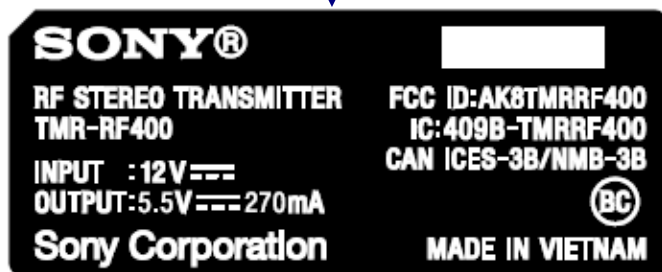 SONY®
RF STEREO TRANSMITTER
TMR-RF400
INPUT :12V⎓
OUTPUT:5.5V⎓270mA
Sony Corporation
FCC ID:AK8TMRRF400
IC:409B-TMRRF400
CAN ICES-3B/NMB-3B
BC
MADE IN VIETNAM